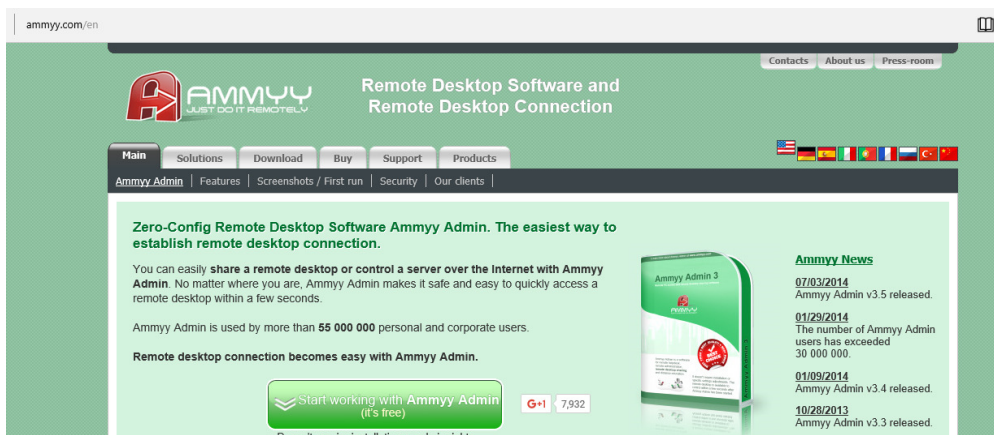 ammyy.com/en
Contacts About us Press-room
AMMYY
JUST DO IT REMOTELY
Remote Desktop Software and
Remote Desktop Connection
Main Solutions Download Buy Support Products
Ammyy Admin | Features | Screenshots / First run | Security | Our clients |
Zero-Config Remote Desktop Software Ammyy Admin. The easiest way to
establish remote desktop connection.
You can easily share a remote desktop or control a server over the Internet with Ammyy
Admin. No matter where you are, Ammyy Admin makes it safe and easy to quickly access a
remote desktop within a few seconds.
Ammyy Admin is used by more than 55 000 000 personal and corporate users.
Remote desktop connection becomes easy with Ammyy Admin.
Start working with Ammyy Admin
(it's free)
G+1 7,932
Ammyy Admin 3
AMMYY
Ammyy News
07/03/2014
Ammyy Admin v3.5 released.
01/29/2014
The number of Ammyy Admin
users has exceeded
30 000 000.
01/09/2014
Ammyy Admin v3.4 released.
10/28/2013
Ammyy Admin v3.3 released.